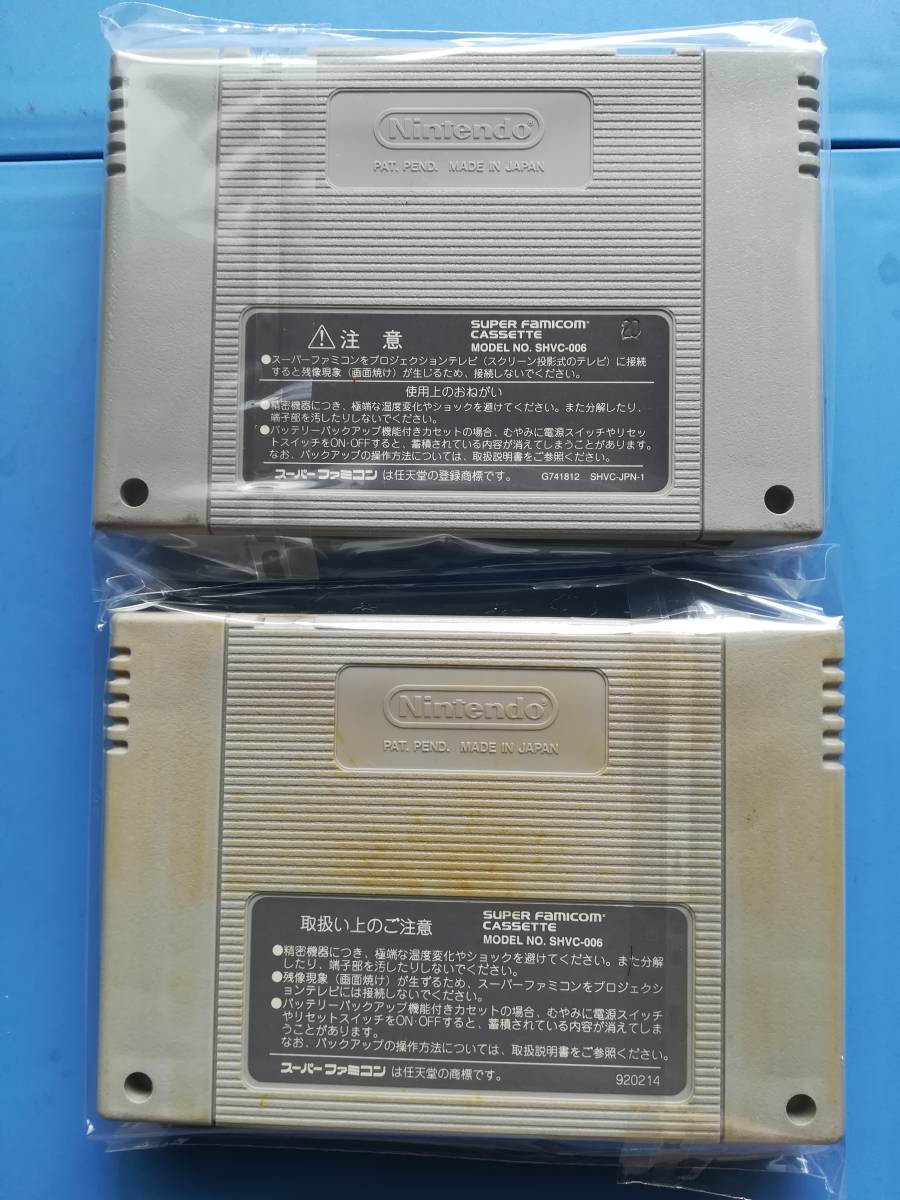 Nintendo®
PAT. PEND. MADE IN JAPAN
⚠注 意
SUPER FAMICOM®
CASSETTE
MODEL NO. SHVC-006
20
●スーパーファミコンをプロジェクションテレビ（スクリーン投影式のテレビ）に接続
すると残像現象（画面焼け）が生じるため、接続しないでください。
使用上のおねがい
●精密機器につき、極端な温度変化やショックを避けてください。また分解したり、
端子部を汚したりしないでください。
●バッテリーバックアップ機能付きカセットの場合、むやみに電源スイッチやリセッ
トスイッチをON・OFFすると、蓄積されている内容が消えてしまうことがあります。
なお、バックアップの操作方法については、取扱説明書をご参照ください。
スーパーファミコンは任天堂の登録商標です。 G741812 SHVC-JPN-1
Nintendo®
PAT. PEND. MADE IN JAPAN
取扱い上のご注意
SUPER FAMICOM®
CASSETTE
MODEL NO. SHVC-006
●精密機器につき、極端な温度変化やショックを避けてください。また分解
したり、端子部を汚したりしないでください。
●残像現象（画面焼け）が生ずるため、スーパーファミコンをプロジェクシ
ョンテレビには接続しないでください。
●バッテリーバックアップ機能付きカセットの場合、むやみに電源スイッチ
やリセットスイッチをON・OFFすると、蓄積されている内容が消えてしま
うことがあります。
なお、バックアップの操作方法については、取扱説明書をご参照ください。
スーパーファミコンは任天堂の商標です。 920214